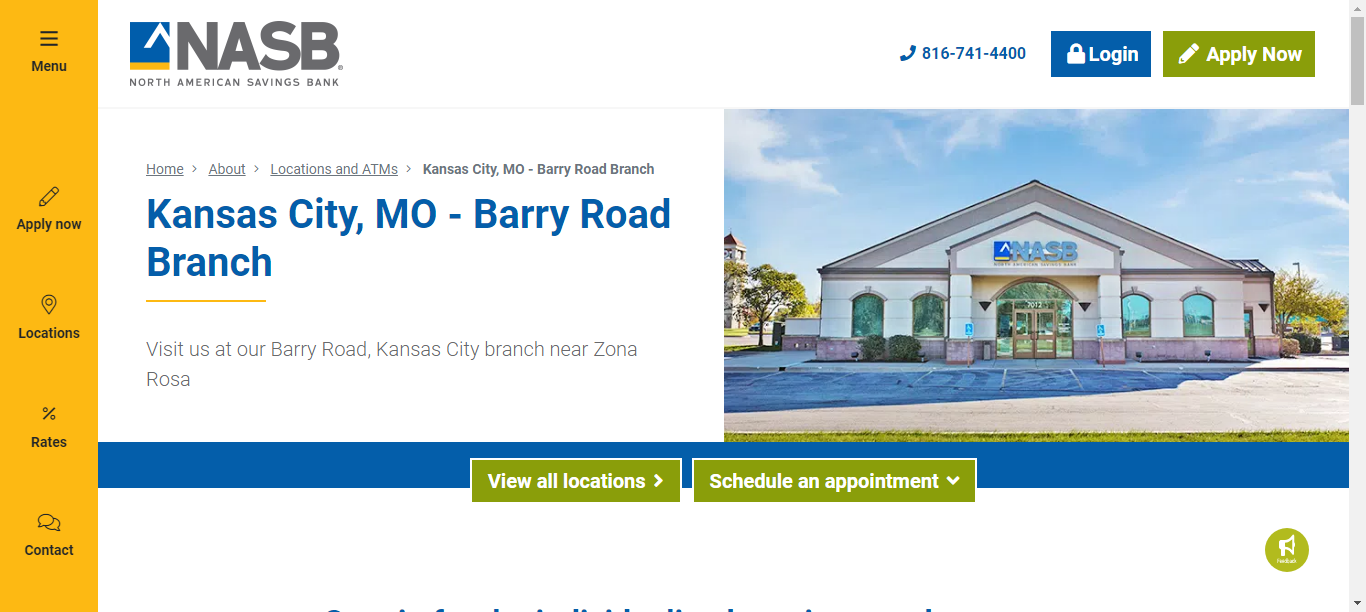 Menu
Apply now
Locations
Rates
Contact
NASB®
NORTH AMERICAN SAVINGS BANK
816-741-4400
Login
Apply Now
Home > About > Locations and ATMs > Kansas City, MO - Barry Road Branch
Kansas City, MO - Barry Road
Branch
Visit us at our Barry Road, Kansas City branch near Zona
Rosa
NASB
NORTH AMERICAN SAVINGS BANK
7012
View all locations
Schedule an appointment
Feedback